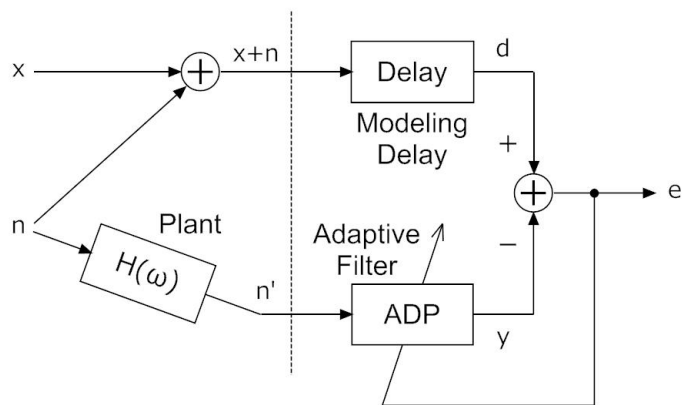 x
x+n
Delay
d
Modeling
Delay
+
+
+
e
n
Plant
H(ω)
n'
Adaptive
Filter
ADP
−
y